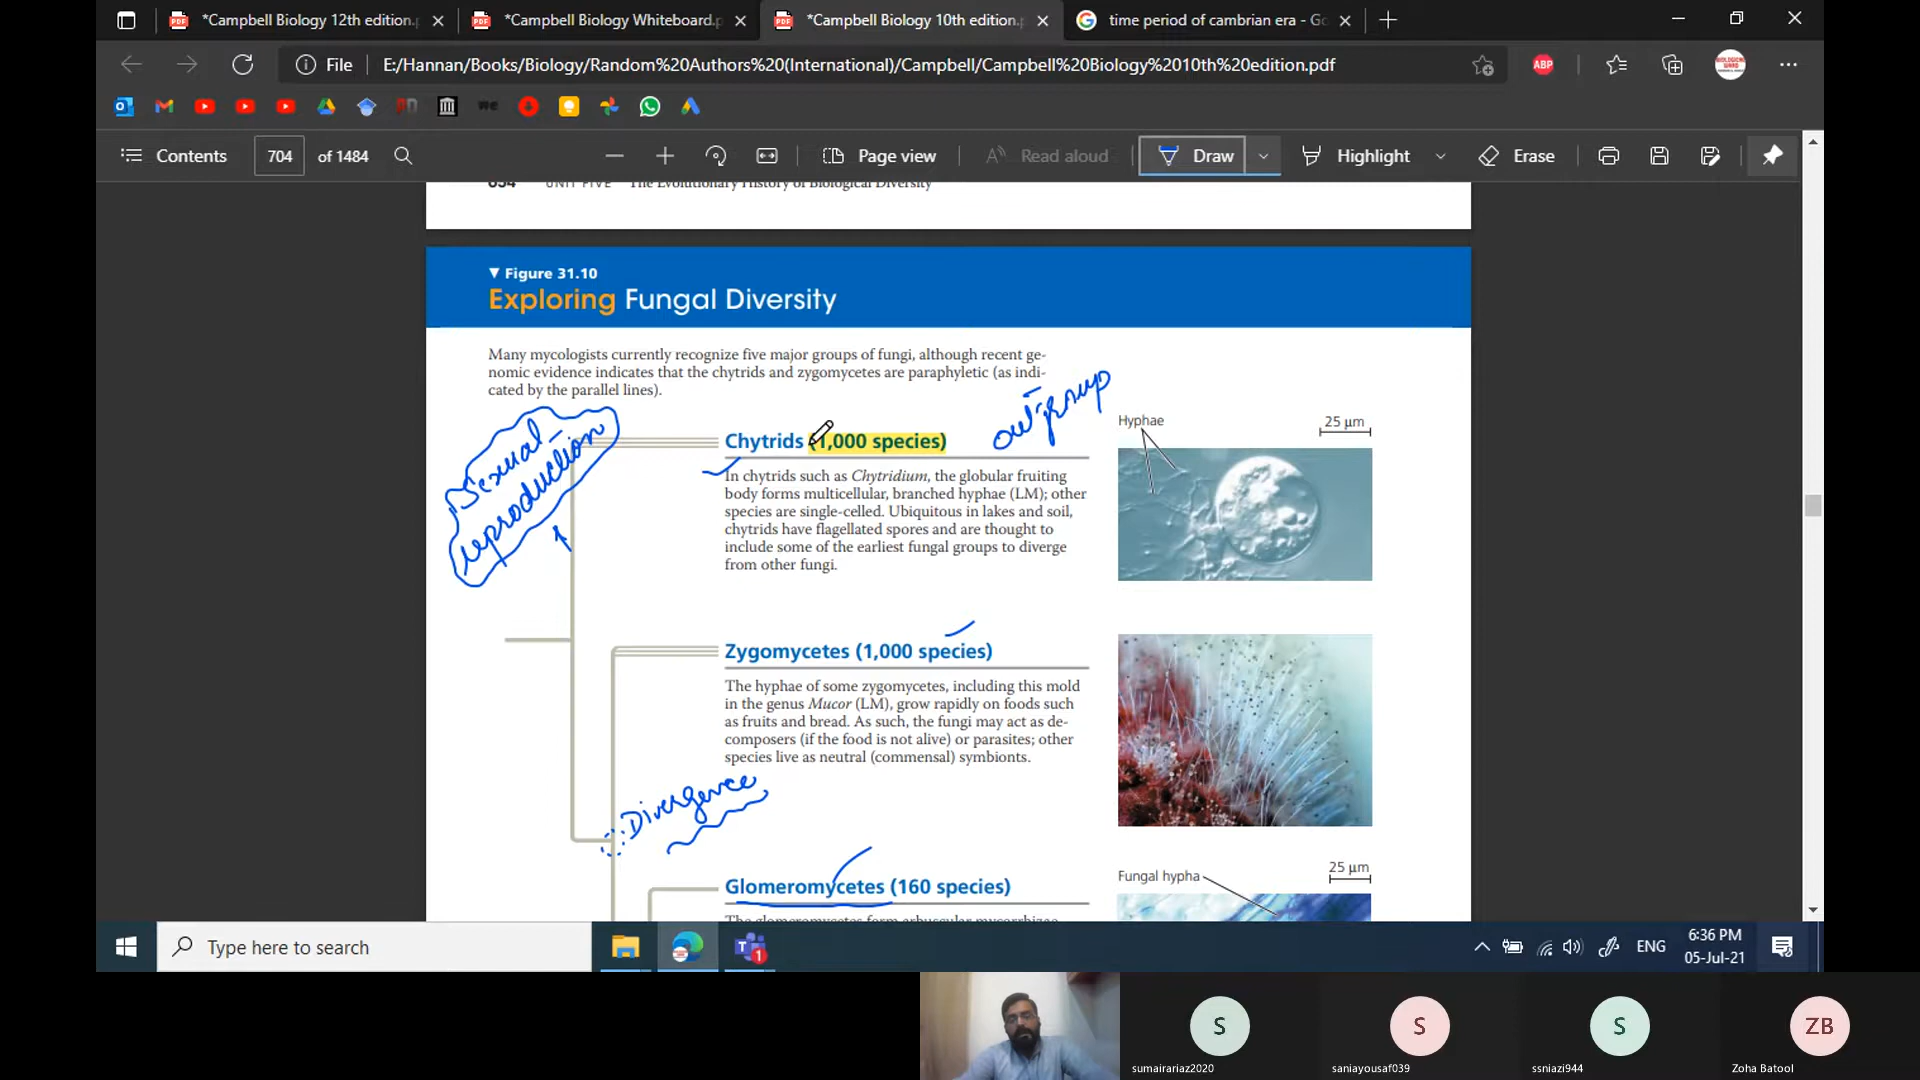 *Campbell Biology 12th edition.p
*Campbell Biology Whiteboard.p
*Campbell Biology 10th edition.p
time period of cambrian era - Go
File
E:/Hannan/Books/Biology/Random%20Authors%20(International)/Campbell/Campbell%20Biology%2010th%20edition.pdf
ABP
Contents
704 of 1484
Page view
Read aloud
Draw
Highlight
Erase
654 UNIT FIVE The Evolutionary History of Biological Diversity
▼ Figure 31.10
Exploring Fungal Diversity
Many mycologists currently recognize five major groups of fungi, although recent ge-
nomic evidence indicates that the chytrids and zygomycetes are paraphyletic (as indi-
cated by the parallel lines).
Sexual
reproduction
outgroup
Chytrids (1,000 species)
In chytrids such as Chytridium, the globular fruiting
body forms multicellular, branched hyphae (LM); other
species are single-celled. Ubiquitous in lakes and soil,
chytrids have flagellated spores and are thought to
include some of the earliest fungal groups to diverge
from other fungi.
Hyphae
25 µm
Zygomycetes (1,000 species)
The hyphae of some zygomycetes, including this mold
in the genus Mucor (LM), grow rapidly on foods such
as fruits and bread. As such, the fungi may act as de-
composers (if the food is not alive) or parasites; other
species live as neutral (commensal) symbionts.
Divergence
Glomeromycetes (160 species)
The glomeromycetes form arbuscular mycorrhizae
Fungal hypha
25 µm
Type here to search
1
ENG
6:36 PM
05-Jul-21
S
S
S
ZB
sumairariaz2020
saniayousaf039
ssniazi944
Zoha Batool